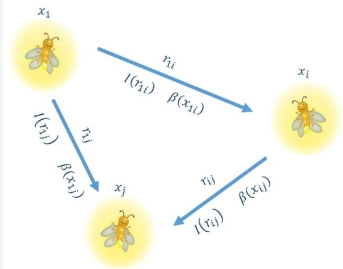 x₁
r₁ᵢ
I(r₁ᵢ) β(x₁ᵢ)
xᵢ
r₁ⱼ
I(r₁ⱼ) β(x₁ⱼ)
xⱼ
rᵢⱼ
I(rᵢⱼ) β(xᵢⱼ)